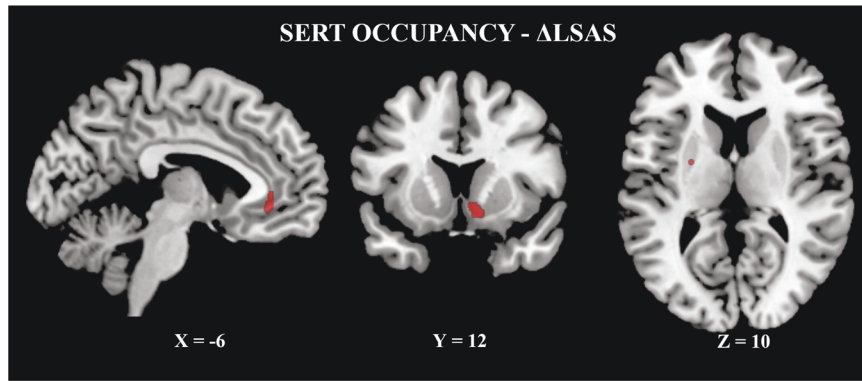 SERT OCCUPANCY - ΔLSAS
X = -6
Y = 12
Z = 10